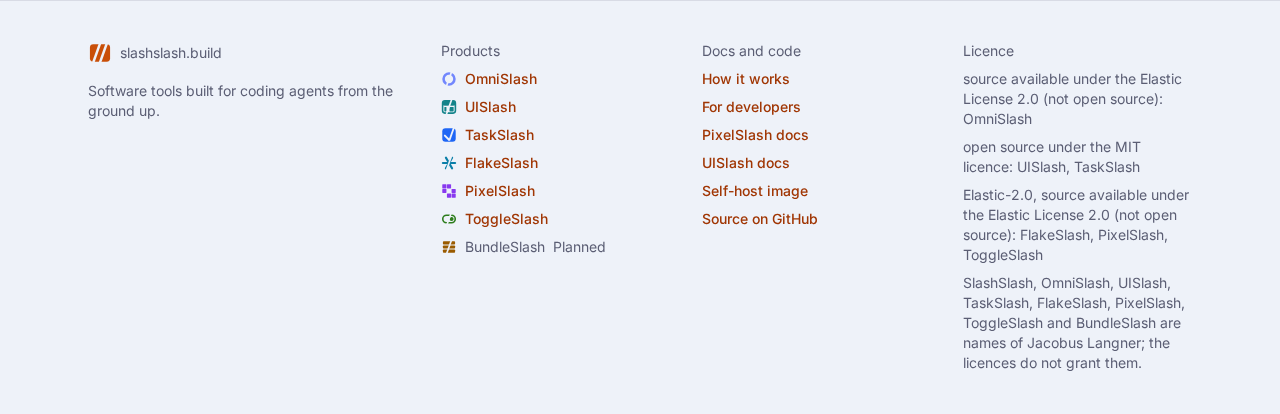 slashslash.build
Software tools built for coding agents from the
ground up.
Products
OmniSlash
UISlash
TaskSlash
FlakeSlash
PixelSlash
ToggleSlash
BundleSlash Planned
Docs and code
How it works
For developers
PixelSlash docs
UISlash docs
Self-host image
Source on GitHub
Licence
source available under the Elastic
License 2.0 (not open source):
OmniSlash
open source under the MIT
licence: UISlash, TaskSlash
Elastic-2.0, source available under
the Elastic License 2.0 (not open
source): FlakeSlash, PixelSlash,
ToggleSlash
SlashSlash, OmniSlash, UISlash,
TaskSlash, FlakeSlash, PixelSlash,
ToggleSlash and BundleSlash are
names of Jacobus Langner; the
licences do not grant them.